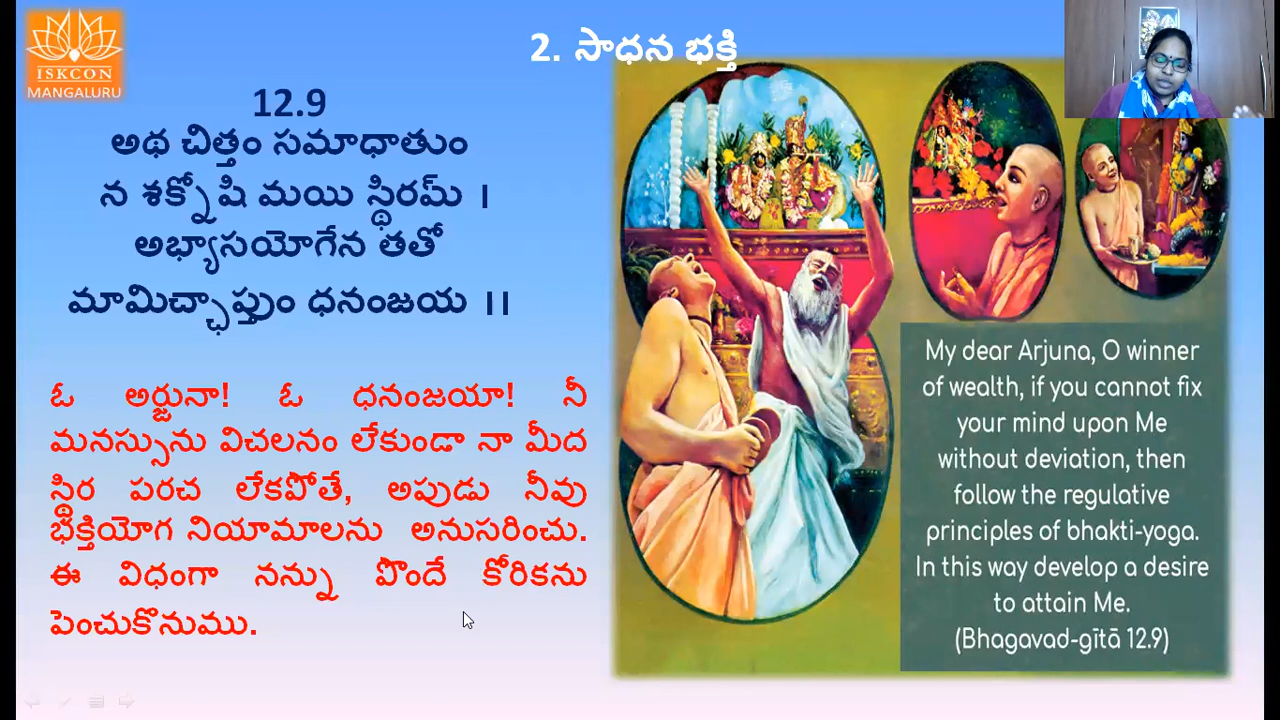 ISKCON
MANGALURU
2. సాధన భక్తి
12.9
అథ చిత్తం సమాధాతుం
న శక్నోషి మయి స్థిరమ్ ।
అభ్యాసయోగేన తతో
మామిచ్ఛాప్తుం ధనంజయ ।।
ఓ అర్జునా! ఓ ధనంజయా! నీ
మనస్సును విచలనం లేకుండా నా మీద
స్థిర పరచ లేకపోతే, అపుడు నీవు
భక్తియోగ నియామాలను అనుసరించు.
ఈ విధంగా నన్ను పొందే కోరికను
పెంచుకొనుము.
My dear Arjuna, O winner
of wealth, if you cannot fix
your mind upon Me
without deviation, then
follow the regulative
principles of bhakti-yoga.
In this way develop a desire
to attain Me.
(Bhagavad-gītā 12.9)